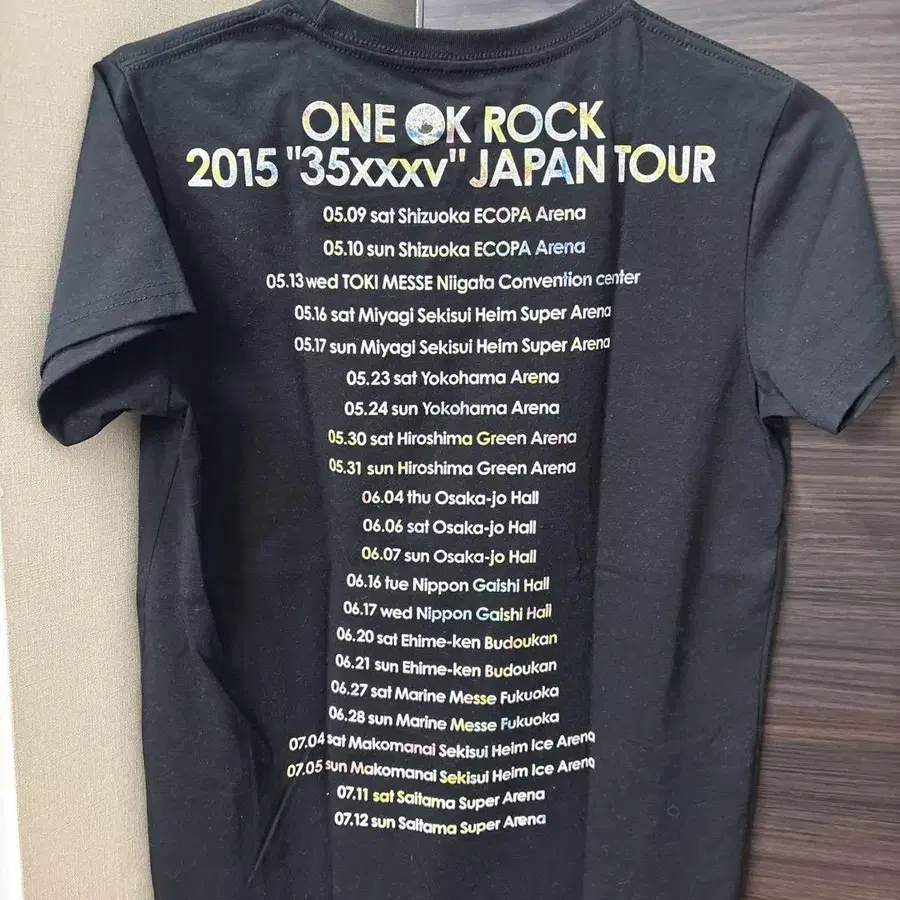 ONE OK ROCK
2015 "35xxxv" JAPAN TOUR
05.09 sat Shizuoka ECOPA Arena
05.10 sun Shizuoka ECOPA Arena
05.13 wed TOKI MESSE Niigata Convention center
05.16 sat Miyagi Sekisui Heim Super Arena
05.17 sun Miyagi Sekisui Heim Super Arena
05.23 sat Yokohama Arena
05.24 sun Yokohama Arena
05.30 sat Hiroshima Green Arena
05.31 sun Hiroshima Green Arena
06.04 thu Osaka-jo Hall
06.06 sat Osaka-jo Hall
06.07 sun Osaka-jo Hall
06.16 tue Nippon Gaishi Hall
06.17 wed Nippon Gaishi Hall
06.20 sat Ehime-ken Budoukan
06.21 sun Ehime-ken Budoukan
06.27 sat Marine Messe Fukuoka
06.28 sun Marine Messe Fukuoka
07.04 sat Makomanai Sekisui Heim Ice Arena
07.05 sun Makomanai Sekisui Heim Ice Arena
07.11 sat Saitama Super Arena
07.12 sun Saitama Super Arena